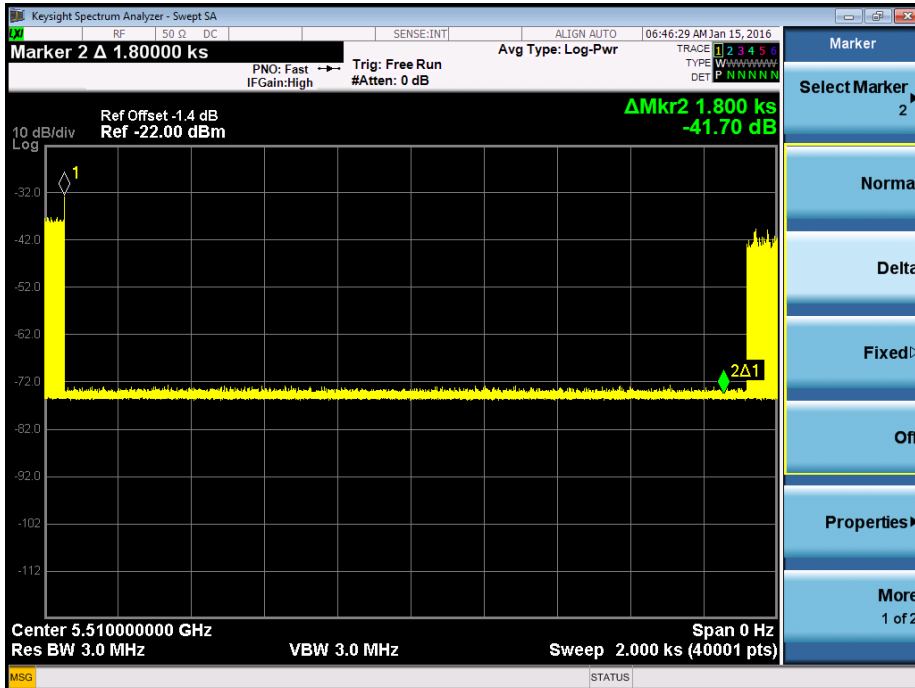 Keysight Spectrum Analyzer - Swept SA
LXI RF 50 Ω DC SENSE:INT ALIGN AUTO 06:46:29 AM Jan 15, 2016
Marker 2 Δ 1.80000 ks
PNO: Fast
IFGain:High
Trig: Free Run
#Atten: 0 dB
Avg Type: Log-Pwr
TRACE 1 2 3 4 5 6
TYPE WWWWWW
DET P N N N N N
Ref Offset -1.4 dB
10 dB/div Ref -22.00 dBm
Log
ΔMkr2 1.800 ks
-41.70 dB
1
-32.0
-42.0
-52.0
-62.0
-72.0
2Δ1
-82.0
-92.0
-102
-112
Center 5.510000000 GHz Span 0 Hz
Res BW 3.0 MHz VBW 3.0 MHz Sweep 2.000 ks (40001 pts)
MSG STATUS
Marker
Select Marker
2
Norma
Delta
Fixed
Off
Properties
More
1 of 2